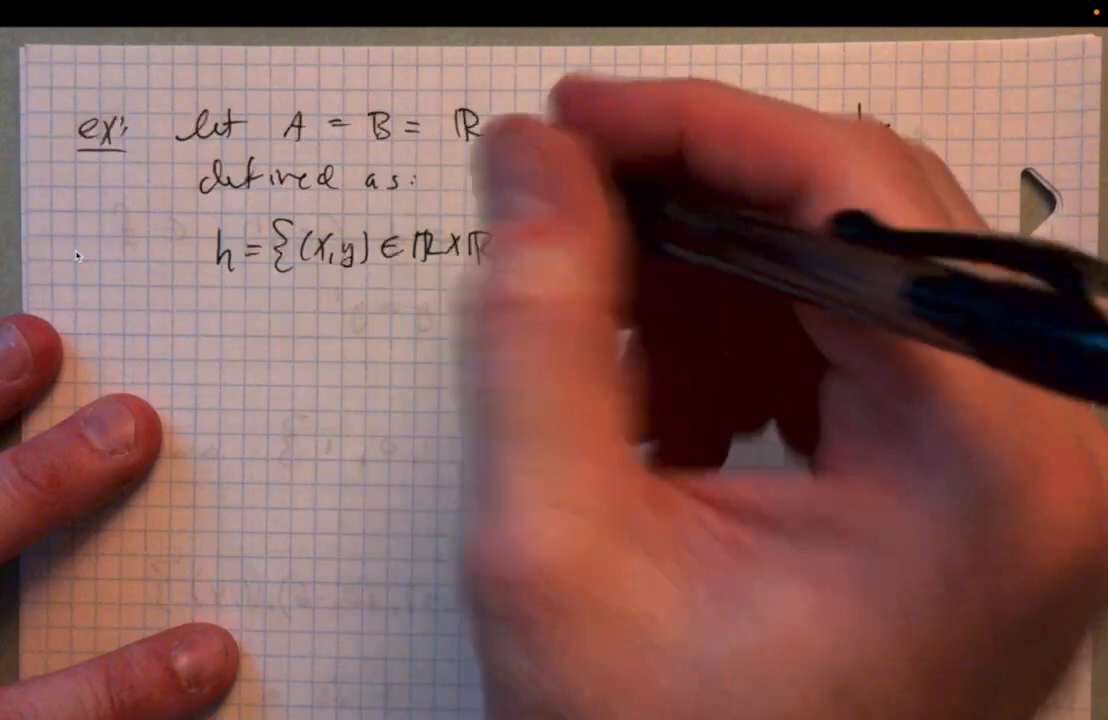 ex: let A = B = ℝ
defined as:
h = {(x,y) ∈ ℝ×ℝ